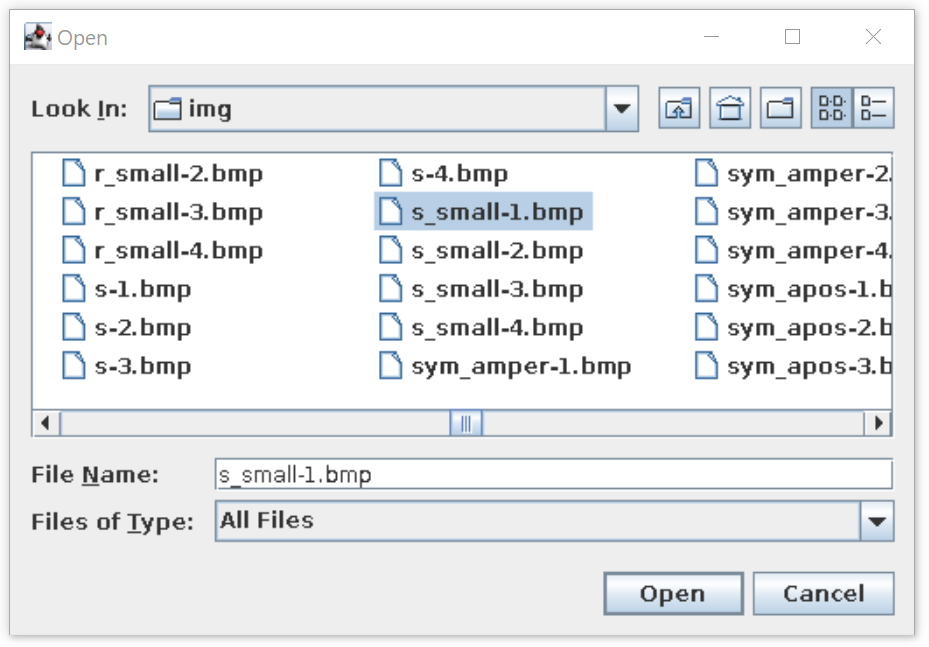 Open
Look In: img
r_small-2.bmp s-4.bmp sym_amper-2.
r_small-3.bmp s_small-1.bmp sym_amper-3.
r_small-4.bmp s_small-2.bmp sym_amper-4.
s-1.bmp s_small-3.bmp sym_apos-1.b
s-2.bmp s_small-4.bmp sym_apos-2.b
s-3.bmp sym_amper-1.bmp sym_apos-3.b
File Name: s_small-1.bmp
Files of Type: All Files
Open Cancel